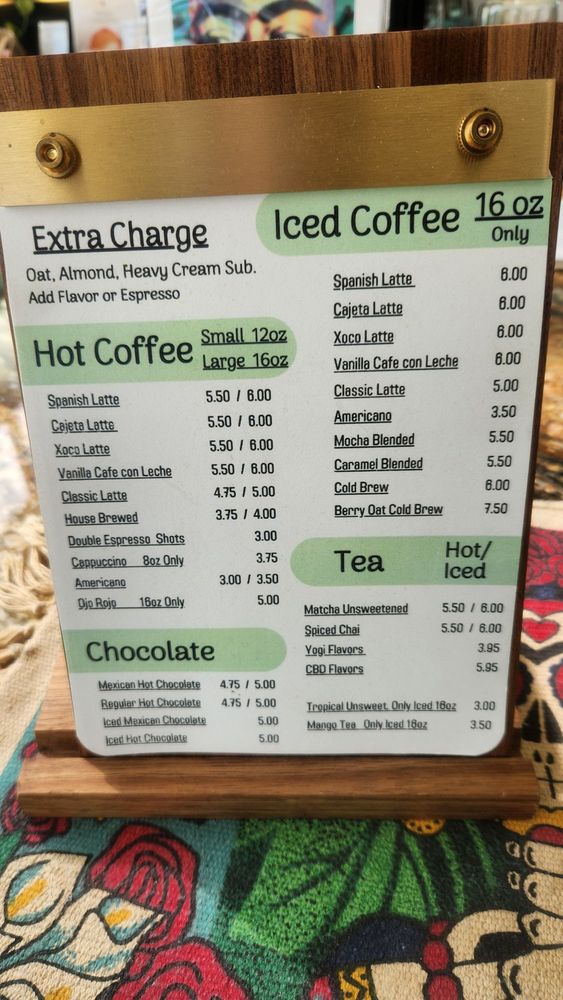 Extra Charge
Oat, Almond, Heavy Cream Sub.
Add Flavor or Espresso
Hot Coffee Small 12oz
Large 16oz
Spanish Latte 5.50 / 6.00
Cajeta Latte 5.50 / 6.00
Xoco Latte 5.50 / 6.00
Vanilla Cafe con Leche 5.50 / 6.00
Classic Latte 4.75 / 5.00
House Brewed 3.75 / 4.00
Double Espresso Shots 3.00
Cappuccino 8oz Only 3.75
Americano 3.00 / 3.50
Ojo Rojo 16oz Only 5.00
Chocolate
Mexican Hot Chocolate 4.75 / 5.00
Regular Hot Chocolate 4.75 / 5.00
Iced Mexican Chocolate 5.00
Iced Hot Chocolate 5.00
Iced Coffee 16 oz
Only
Spanish Latte 6.00
Cajeta Latte 6.00
Xoco Latte 6.00
Vanilla Cafe con Leche 6.00
Classic Latte 5.00
Americano 3.50
Mocha Blended 5.50
Caramel Blended 5.50
Cold Brew 6.00
Berry Oat Cold Brew 7.50
Tea Hot/
Iced
Matcha Unsweetened 5.50 / 6.00
Spiced Chai 5.50 / 6.00
Yogi Flavors 3.95
CBD Flavors 5.95
Tropical Unsweet. Only Iced 16oz 3.00
Mango Tea Only Iced 16oz 3.50